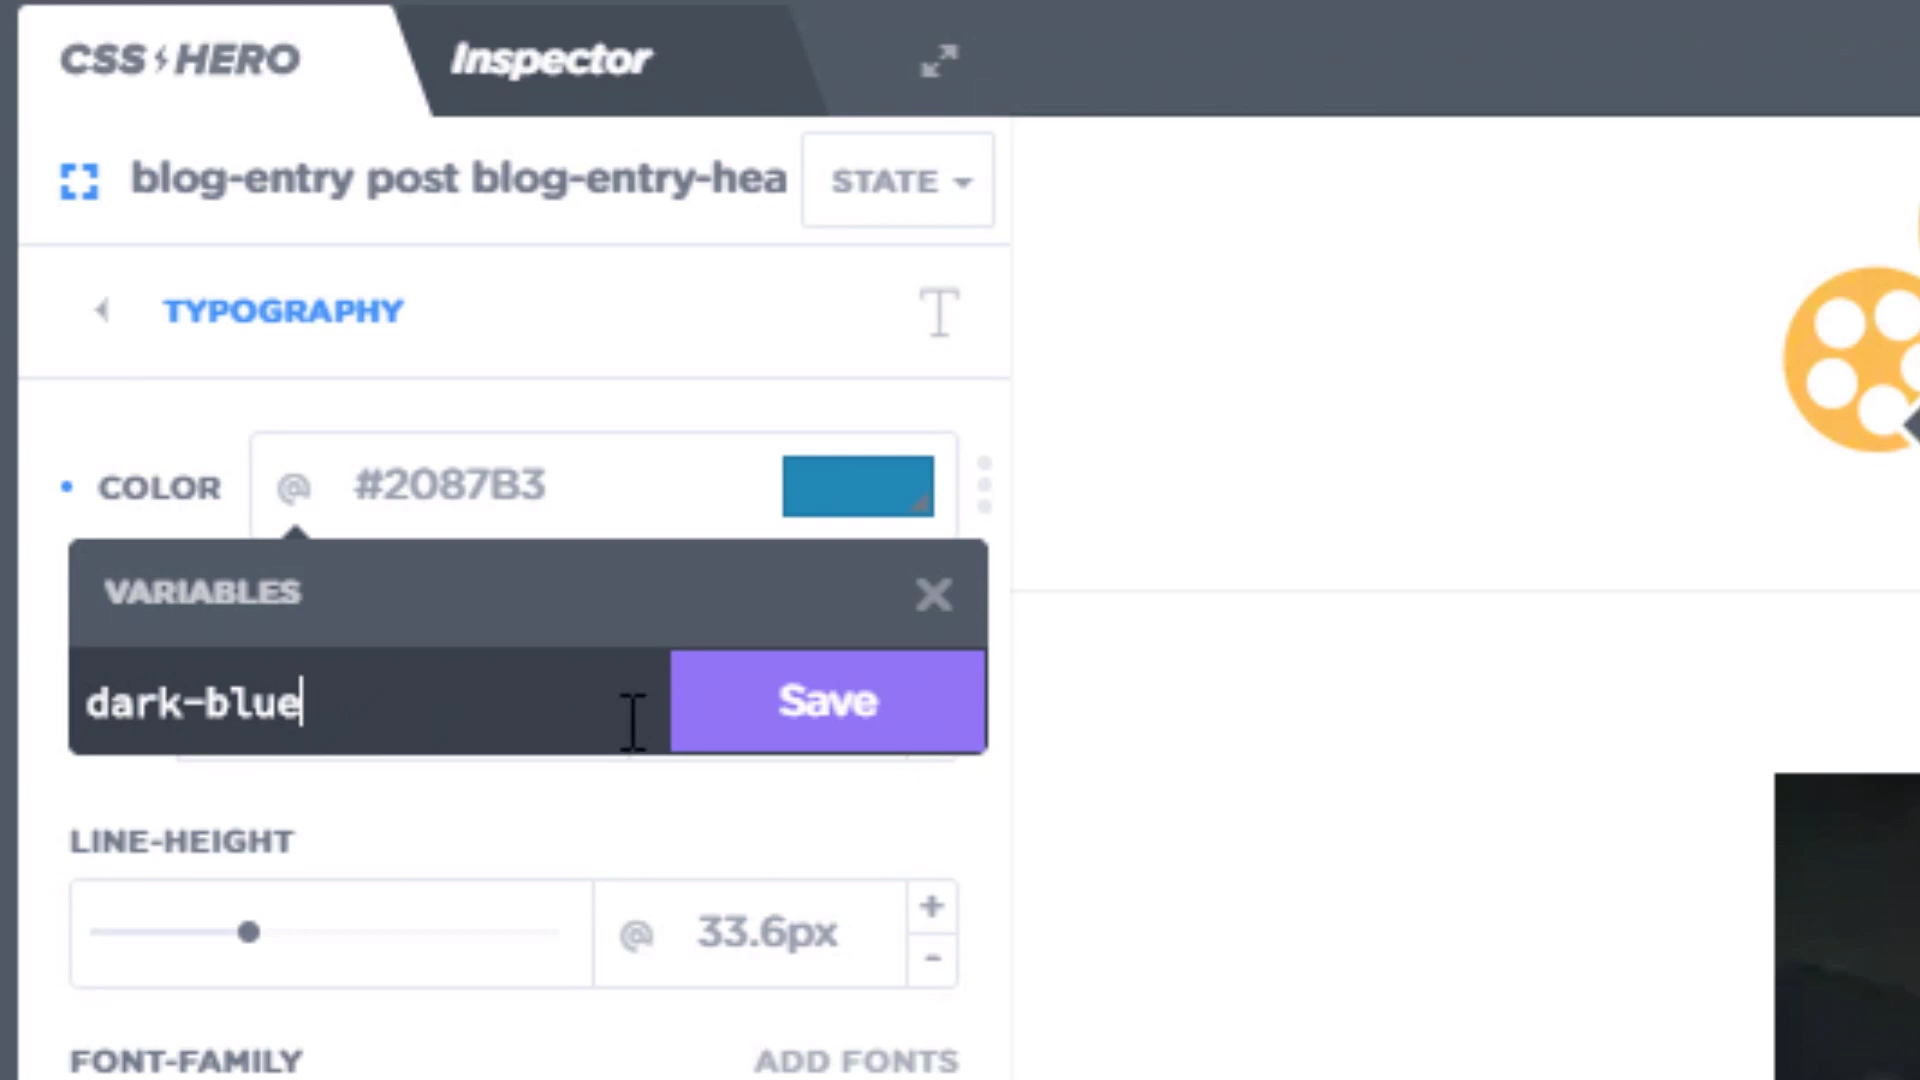 CSS HERO
Inspector
blog-entry post blog-entry-hea
STATE
TYPOGRAPHY
T
COLOR @ #2087B3
VARIABLES
dark-blue Save
LINE-HEIGHT
@ 33.6px + -
FONT-FAMILY ADD FONTS